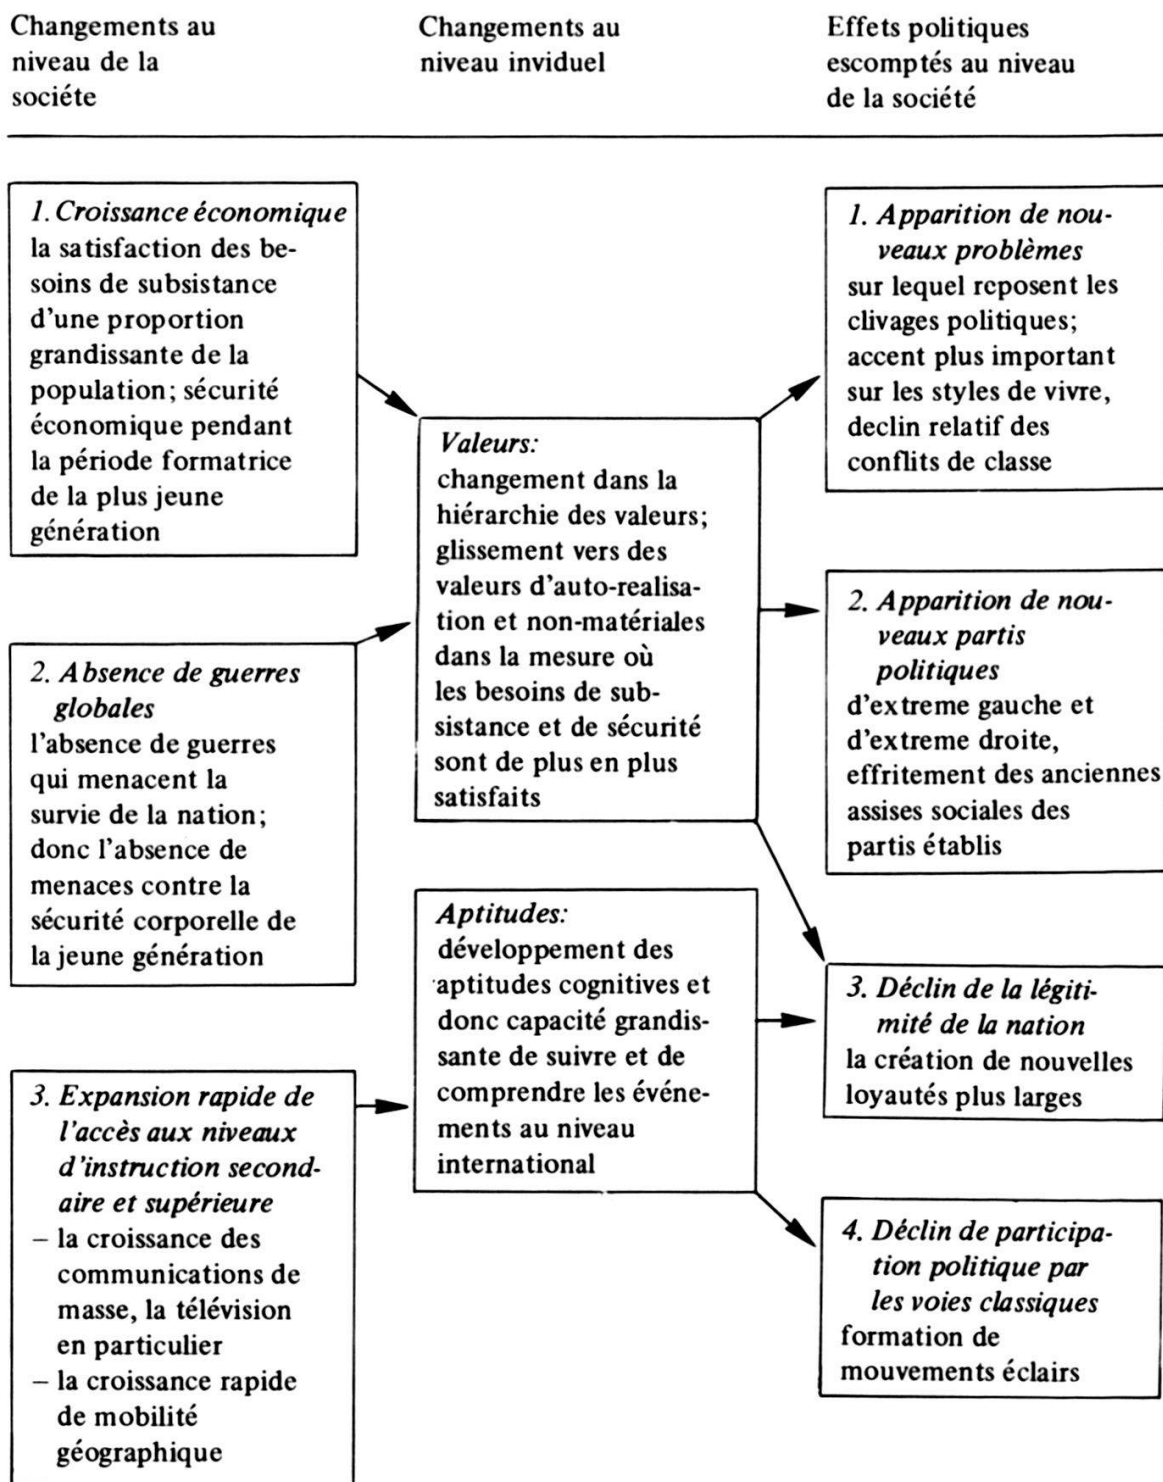 Changements au
niveau de la
sociéte
Changements au
niveau inviduel
Effets politiques
escomptés au niveau
de la société
1. Croissance économique
la satisfaction des be-
soins de subsistance
d'une proportion
grandissante de la
population; sécurité
économique pendant
la période formatrice
de la plus jeune
génération
2. Absence de guerres
globales
l'absence de guerres
qui menacent la
survie de la nation;
donc l'absence de
menaces contre la
sécurité corporelle de
la jeune génération
3. Expansion rapide de
l'accès aux niveaux
d'instruction second-
aire et supérieure
– la croissance des
communications de
masse, la télévision
en particulier
– la croissance rapide
de mobilité
géographique
Valeurs:
changement dans la
hiérarchie des valeurs;
glissement vers des
valeurs d'auto-realisa-
tion et non-matériales
dans la mesure où
les besoins de sub-
sistance et de sécurité
sont de plus en plus
satisfaits
Aptitudes:
développement des
aptitudes cognitives et
donc capacité grandis-
sante de suivre et de
comprendre les événe-
ments au niveau
international
1. Apparition de nou-
veaux problèmes
sur lequel reposent les
clivages politiques;
accent plus important
sur les styles de vivre,
declin relatif des
conflits de classe
2. Apparition de nou-
veaux partis
politiques
d'extreme gauche et
d'extreme droite,
effritement des anciennes
assises sociales des
partis établis
3. Déclin de la légiti-
mité de la nation
la création de nouvelles
loyautés plus larges
4. Déclin de participa-
tion politique par
les voies classiques
formation de
mouvements éclairs